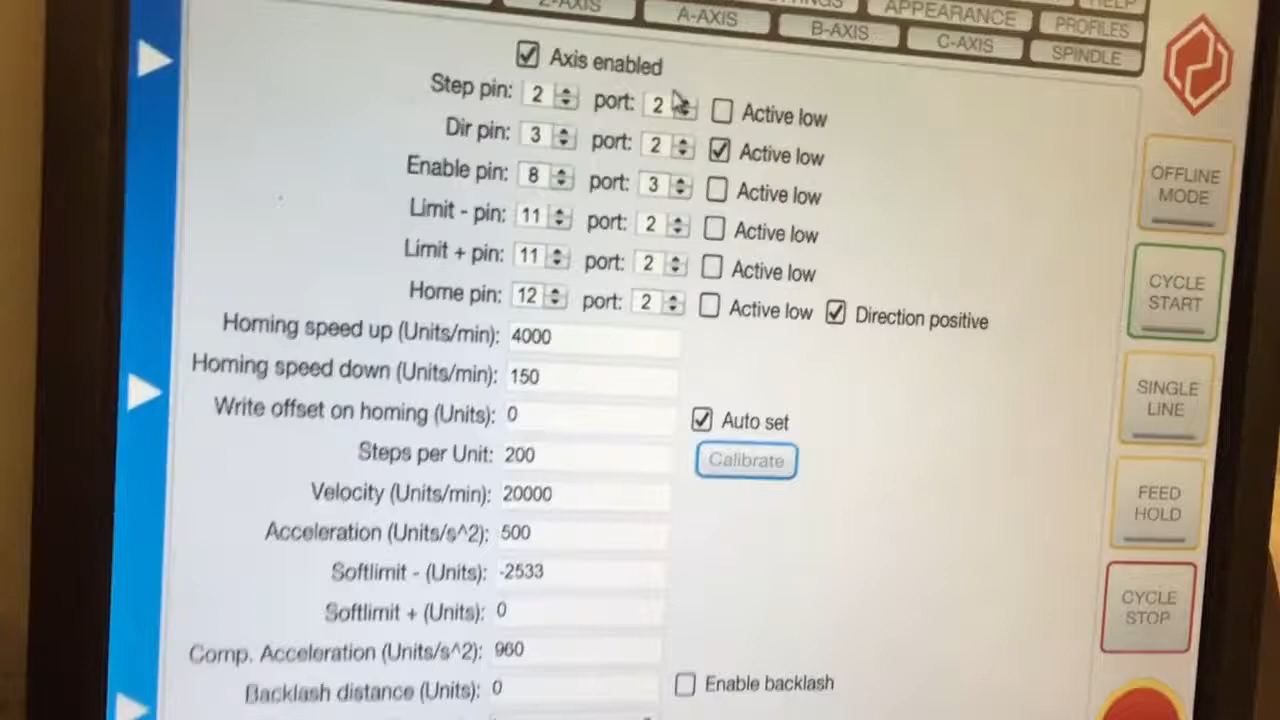 HELP
Z-AXIS
A-AXIS
APPEARANCE
PROFILES
B-AXIS
C-AXIS
SPINDLE
Axis enabled
Step pin: 2 port: 2 Active low
Dir pin: 3 port: 2 Active low
Enable pin: 8 port: 3 Active low
Limit - pin: 11 port: 2 Active low
Limit + pin: 11 port: 2 Active low
Home pin: 12 port: 2 Active low Direction positive
Homing speed up (Units/min): 4000
Homing speed down (Units/min): 150
Write offset on homing (Units): 0 Auto set
Steps per Unit: 200 Calibrate
Velocity (Units/min): 20000
Acceleration (Units/s^2): 500
Softlimit - (Units): -2533
Softlimit + (Units): 0
Comp. Acceleration (Units/s^2): 960
Backlash distance (Units): 0 Enable backlash
OFFLINE
MODE
CYCLE
START
SINGLE
LINE
FEED
HOLD
CYCLE
STOP